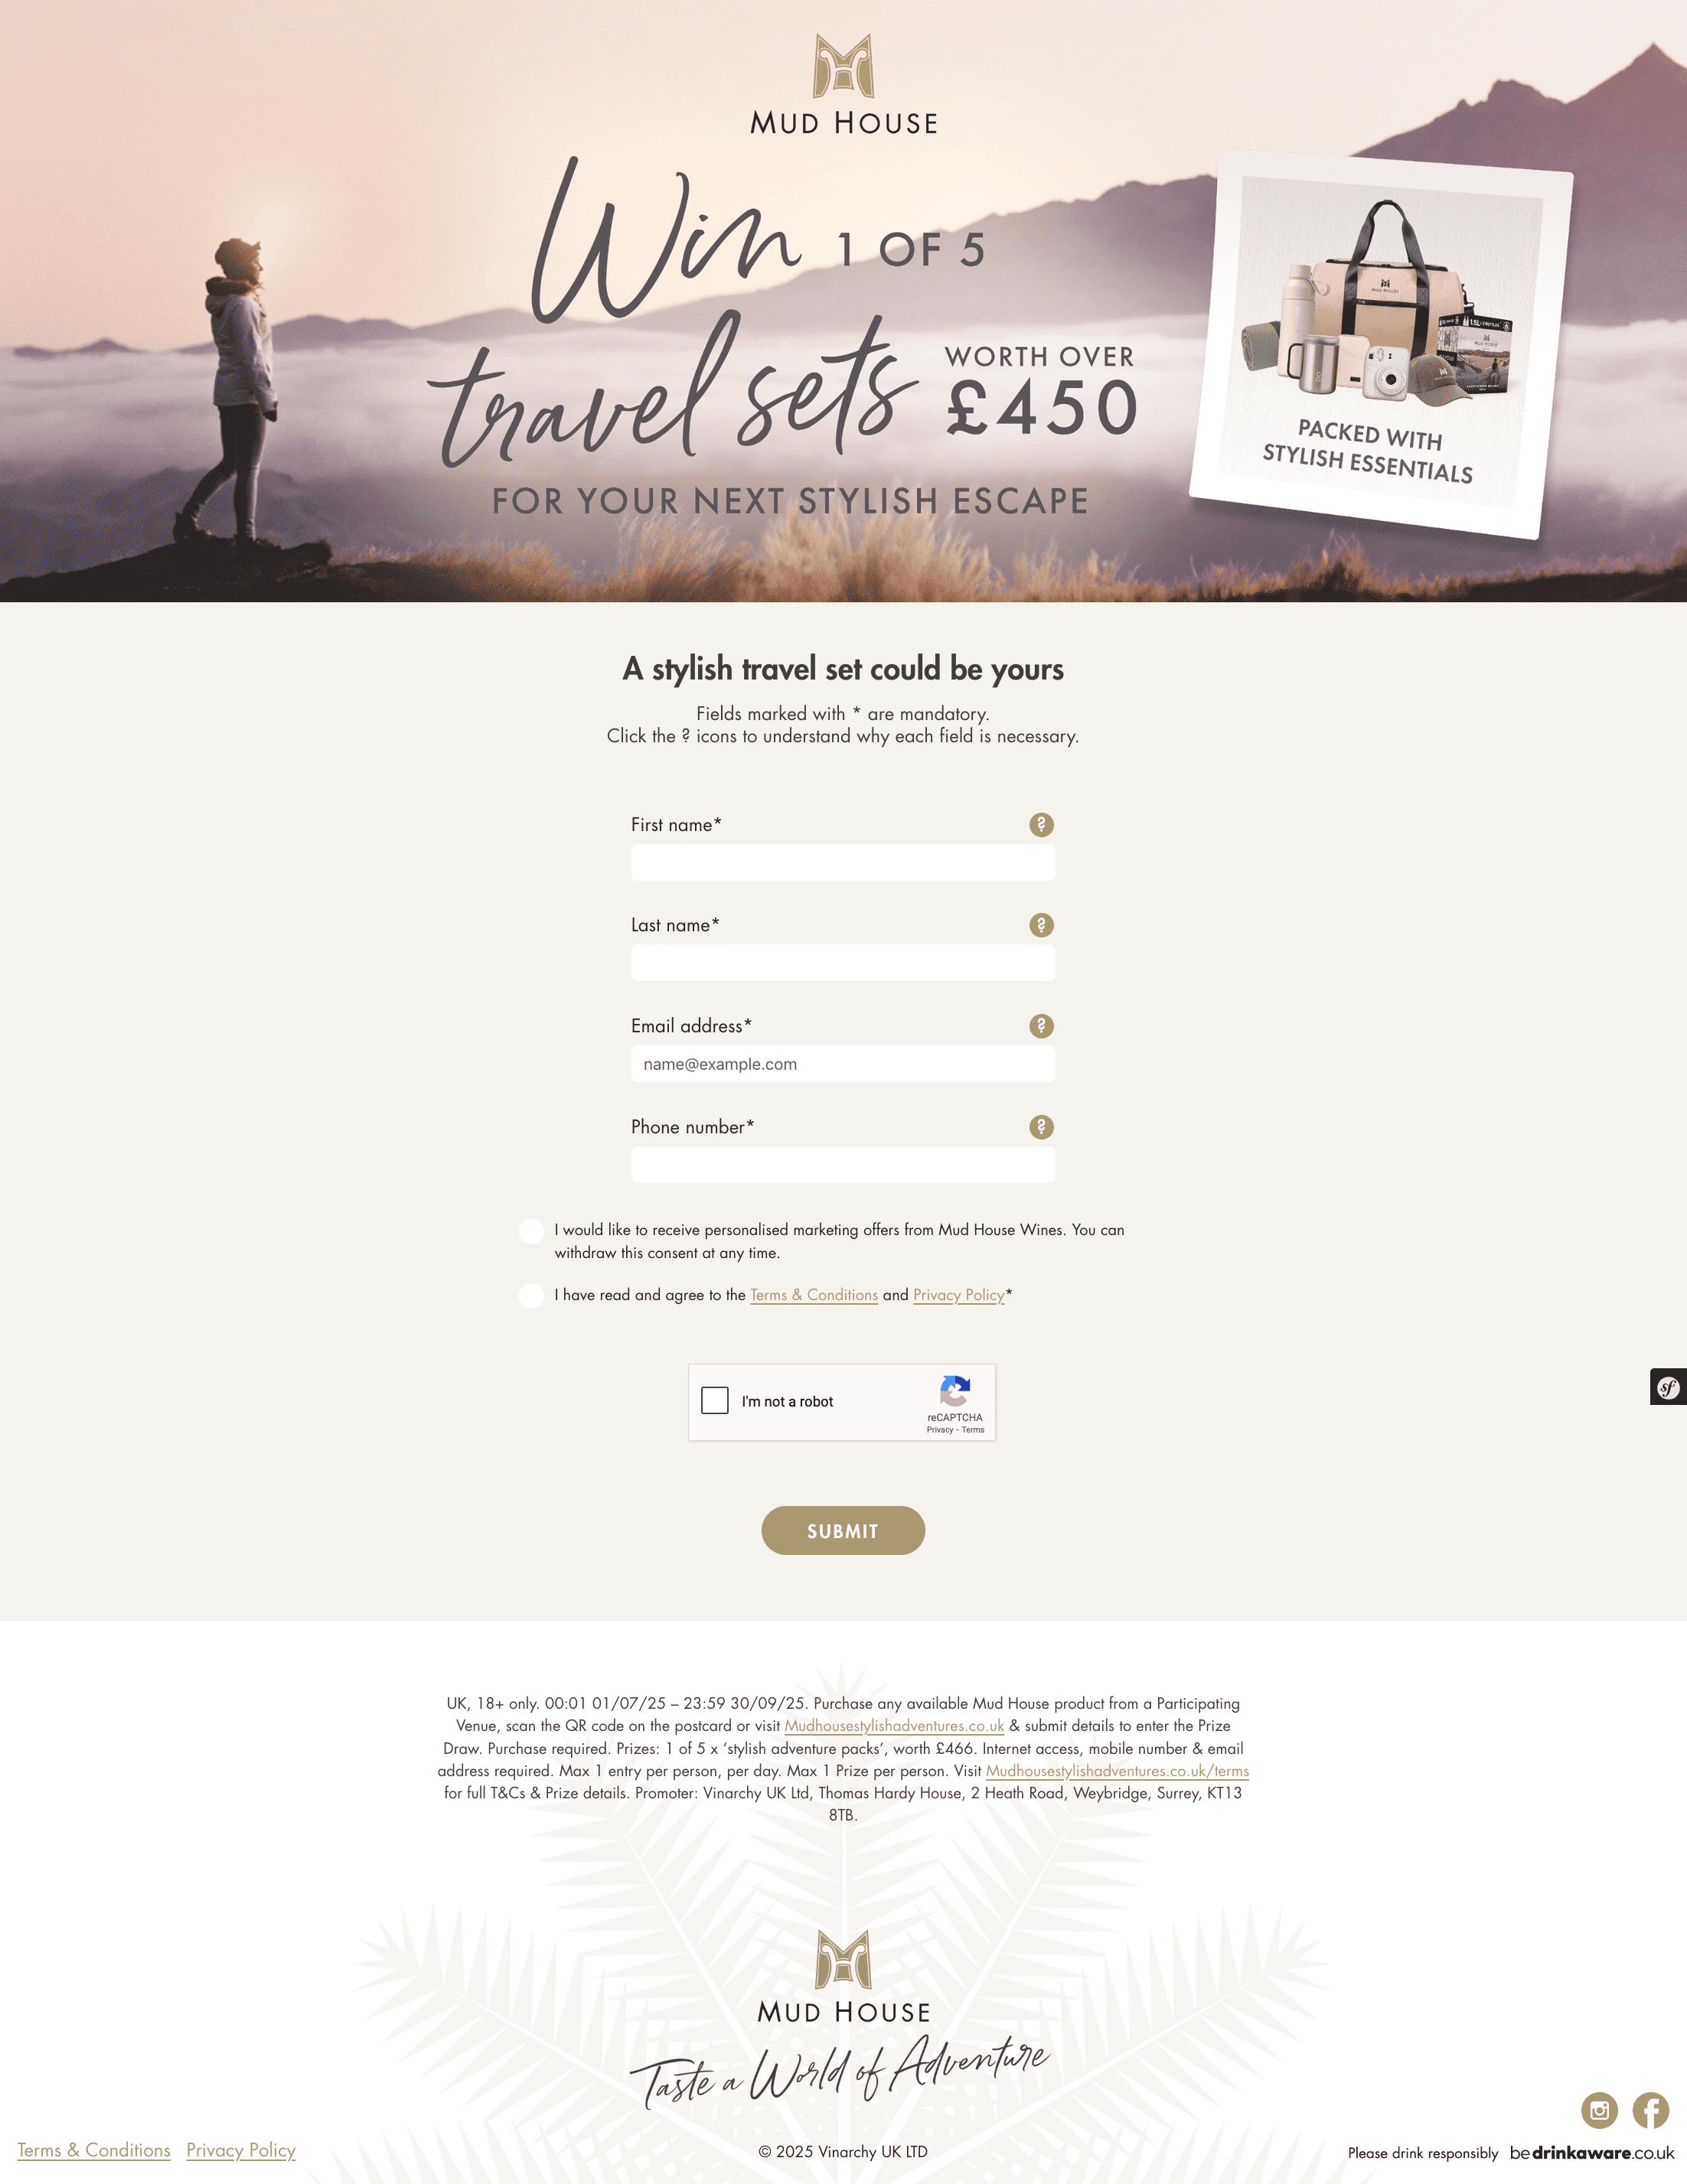 MUD HOUSE
Win 1 OF 5
travel sets WORTH OVER
£450
FOR YOUR NEXT STYLISH ESCAPE
MUD HOUSE
1.5L
MUD HOUSE
PACKED WITH
STYLISH ESSENTIALS
A stylish travel set could be yours
Fields marked with * are mandatory.
Click the ? icons to understand why each field is necessary.
First name* ?
Last name* ?
Email address* ?
name@example.com
Phone number* ?
I would like to receive personalised marketing offers from Mud House Wines. You can
withdraw this consent at any time.
I have read and agree to the Terms & Conditions and Privacy Policy*
I'm not a robot
reCAPTCHA
Privacy - Terms
sf
SUBMIT
UK, 18+ only. 00:01 01/07/25 – 23:59 30/09/25. Purchase any available Mud House product from a Participating
Venue, scan the QR code on the postcard or visit Mudhousestylishadventures.co.uk & submit details to enter the Prize
Draw. Purchase required. Prizes: 1 of 5 x ‘stylish adventure packs’, worth £466. Internet access, mobile number & email
address required. Max 1 entry per person, per day. Max 1 Prize per person. Visit Mudhousestylishadventures.co.uk/terms
for full T&Cs & Prize details. Promoter: Vinarchy UK Ltd, Thomas Hardy House, 2 Heath Road, Weybridge, Surrey, KT13
8TB.
MUD HOUSE
Taste a World of Adventure
Terms & Conditions Privacy Policy
© 2025 Vinarchy UK LTD
Please drink responsibly bedrinkaware.co.uk